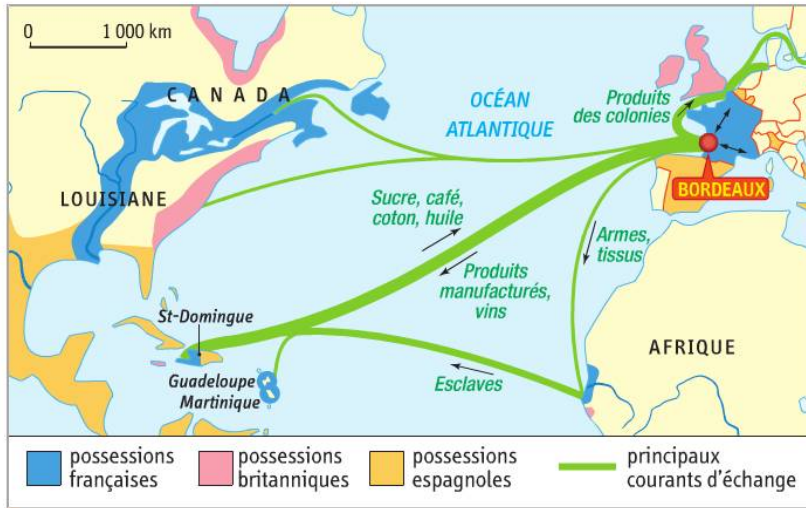 0 1 000 km
CANADA
OCÉAN
ATLANTIQUE
Produits
des colonies
BORDEAUX
LOUISIANE
Sucre, café,
coton, huile
Armes,
tissus
Produits
manufacturés,
vins
St-Domingue
AFRIQUE
Guadeloupe
Martinique
Esclaves
possessions
françaises
possessions
britanniques
possessions
espagnoles
principaux
courants d'échange